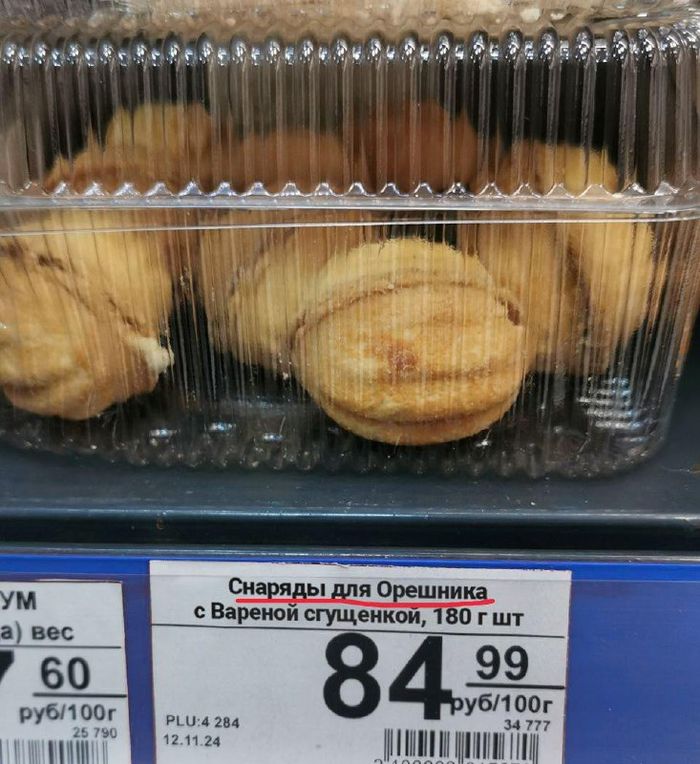 Снаряды для Орешника
с Вареной сгущенкой, 180 г шт
84 99
руб/100г
34 777
PLU:4 284
12.11.24
УМ
а) вес
60
руб/100г
25 790